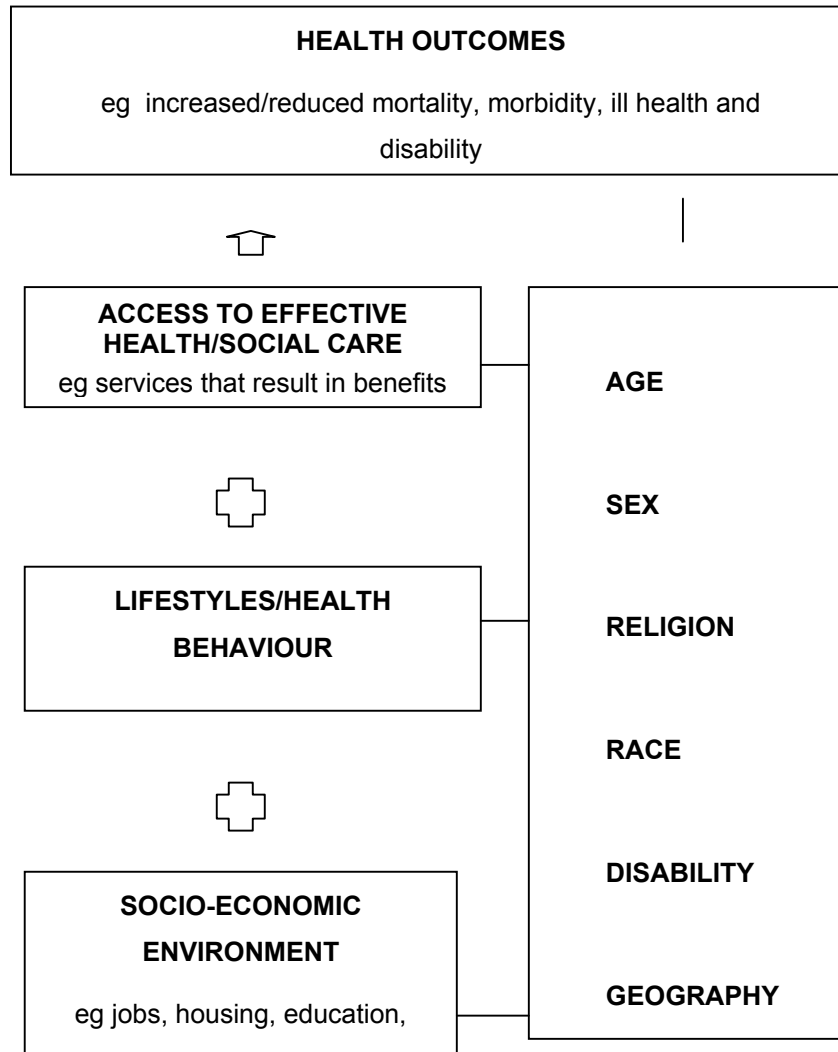 HEALTH OUTCOMES
eg increased/reduced mortality, morbidity, ill health and
disability
ACCESS TO EFFECTIVE
HEALTH/SOCIAL CARE
eg services that result in benefits
LIFESTYLES/HEALTH
BEHAVIOUR
SOCIO-ECONOMIC
ENVIRONMENT
eg jobs, housing, education,
AGE
SEX
RELIGION
RACE
DISABILITY
GEOGRAPHY